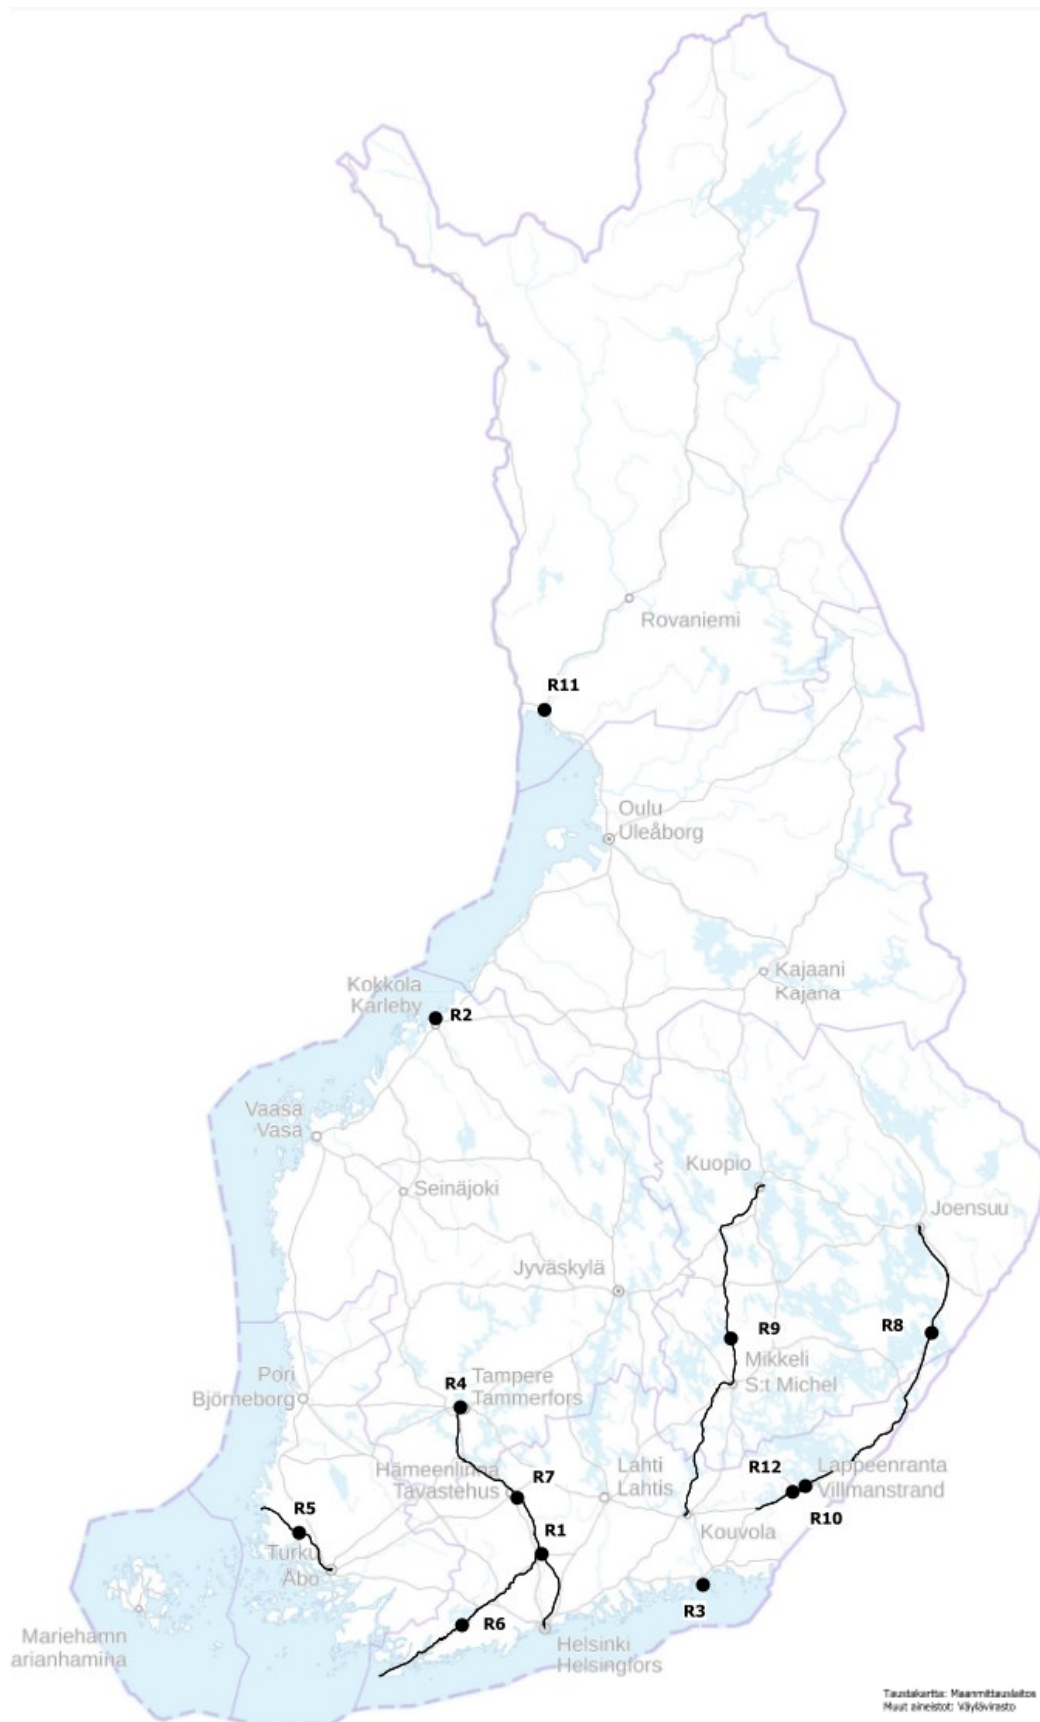 Rovaniemi
R11
Oulu
Uleåborg
Kajaani
Kajana
Kokkola
Karleby
R2
Vaasa
Vasa
Seinäjoki
Kuopio
Joensuu
Jyväskylä
R9
R8
Mikkeli
S:t Michel
Pori
Björneborg
R4
Tampere
Tammerfors
Hämeenlinna
Tavastehus
R7
Lahti
Lahtis
R12
Lappeenranta
Villmanstrand
R10
Kouvola
R5
Turku
Åbo
R1
R3
R6
Helsinki
Helsingfors
Mariehamn
arianhamina
Taustakartta: Maanmittauslaitos
Muut aineistot: Väylävirasto